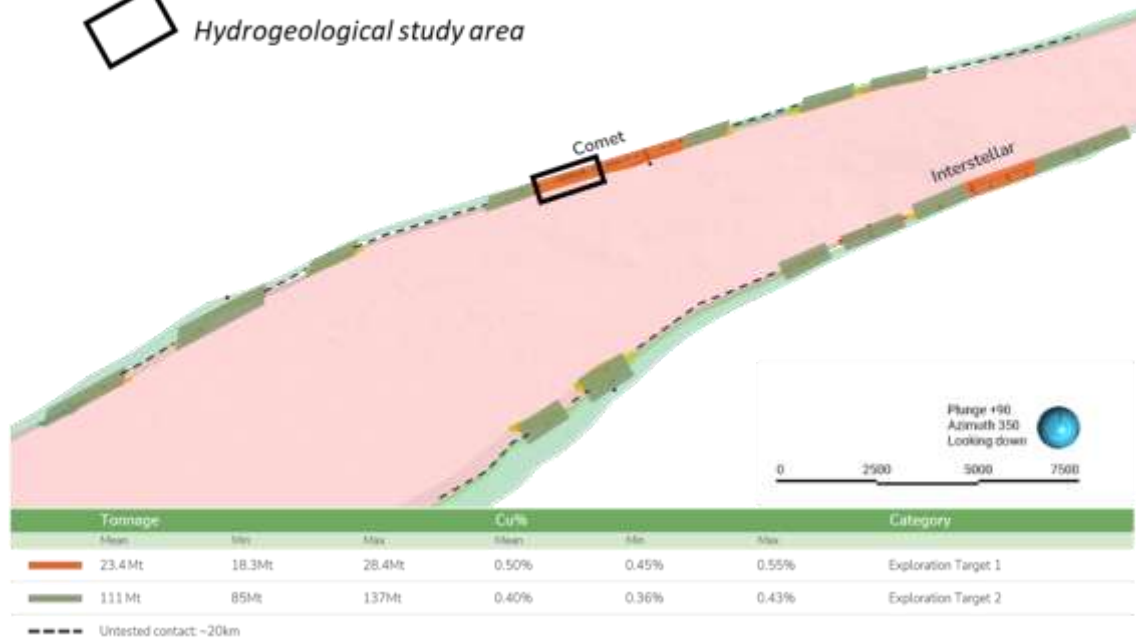 Hydrogeological study area
Comet
Interstellar
Plunge +90
Azimuth 350
Looking down
0 2500 5000 7500
Tonnage Cu% Category
Mean Min Max Mean Min Max
23.4 Mt 18.3Mt 28.4Mt 0.50% 0.45% 0.55% Exploration Target 1
111 Mt 85Mt 137Mt 0.40% 0.36% 0.43% Exploration Target 2
Untested contact: ~20km